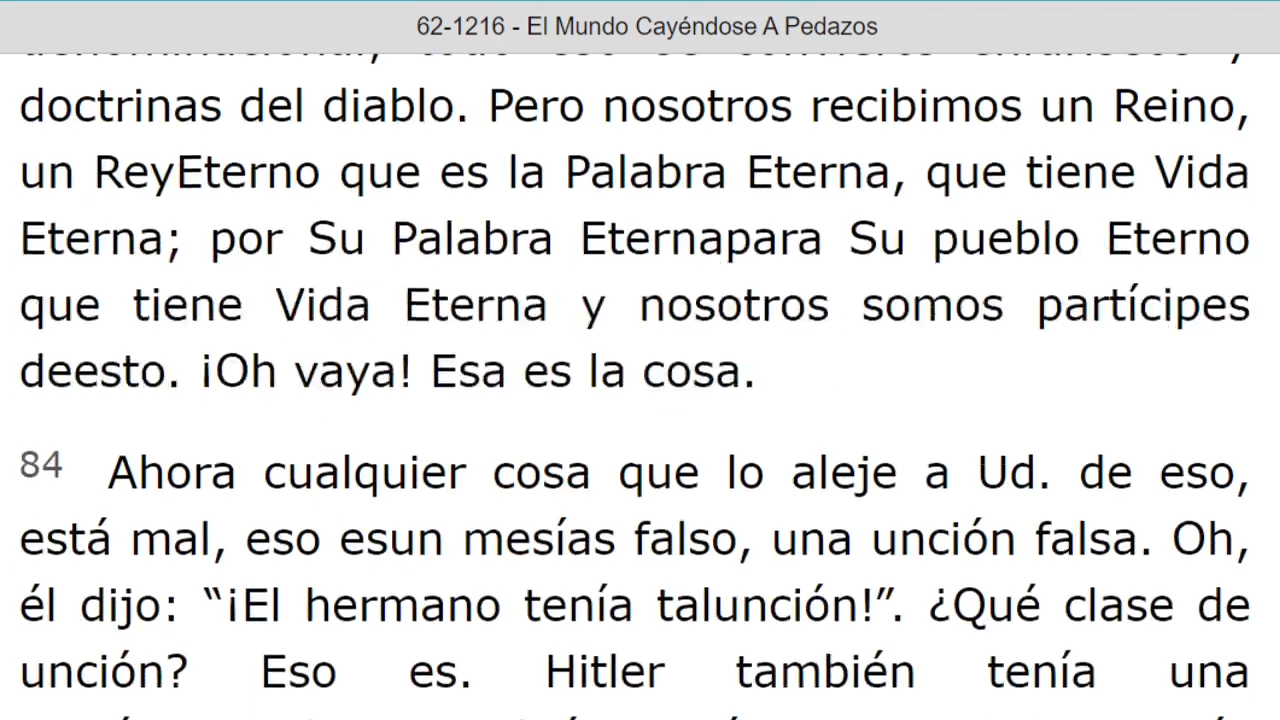 62-1216 - El Mundo Cayéndose A Pedazos
doctrinas del diablo. Pero nosotros recibimos un Reino,
un ReyEterno que es la Palabra Eterna, que tiene Vida
Eterna; por Su Palabra Eternapara Su pueblo Eterno
que tiene Vida Eterna y nosotros somos partícipes
deesto. ¡Oh vaya! Esa es la cosa.
84 Ahora cualquier cosa que lo aleje a Ud. de eso,
está mal, eso esun mesías falso, una unción falsa. Oh,
él dijo: “¡El hermano tenía talunción!”. ¿Qué clase de
unción? Eso es. Hitler también tenía una